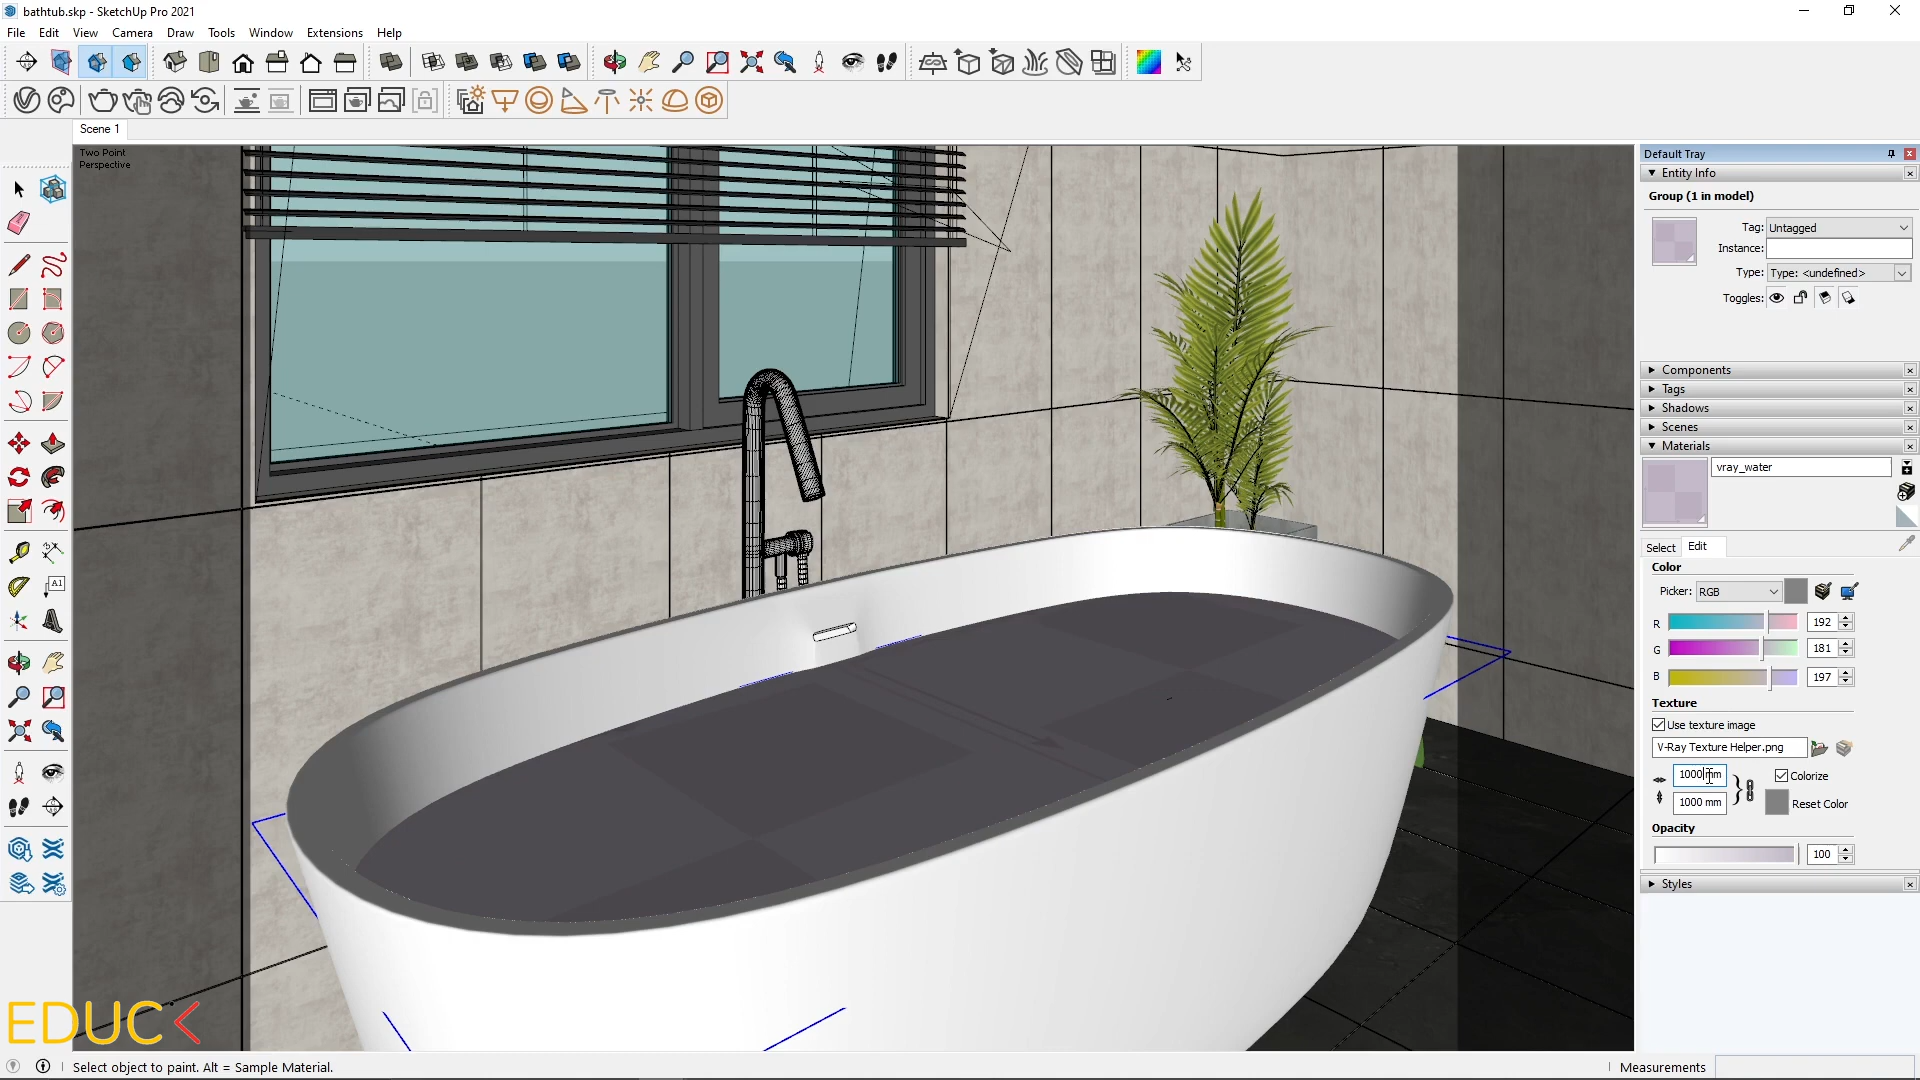 bathtub.skp - SketchUp Pro 2021
File Edit View Camera Draw Tools Window Extensions Help
Scene 1
Two Point
Perspective
A1
Default Tray
Entity Info
Group (1 in model)
Tag: Untagged
Instance:
Type: Type: <undefined>
Toggles:
Components
Tags
Shadows
Scenes
Materials
vray_water
Select Edit
Color
Picker: RGB
R 192
G 181
B 197
Texture
Use texture image
V-Ray Texture Helper.png
1000 mm
Colorize
1000 mm
Reset Color
Opacity
100
Styles
EDUC<
Select object to paint. Alt = Sample Material.
Measurements